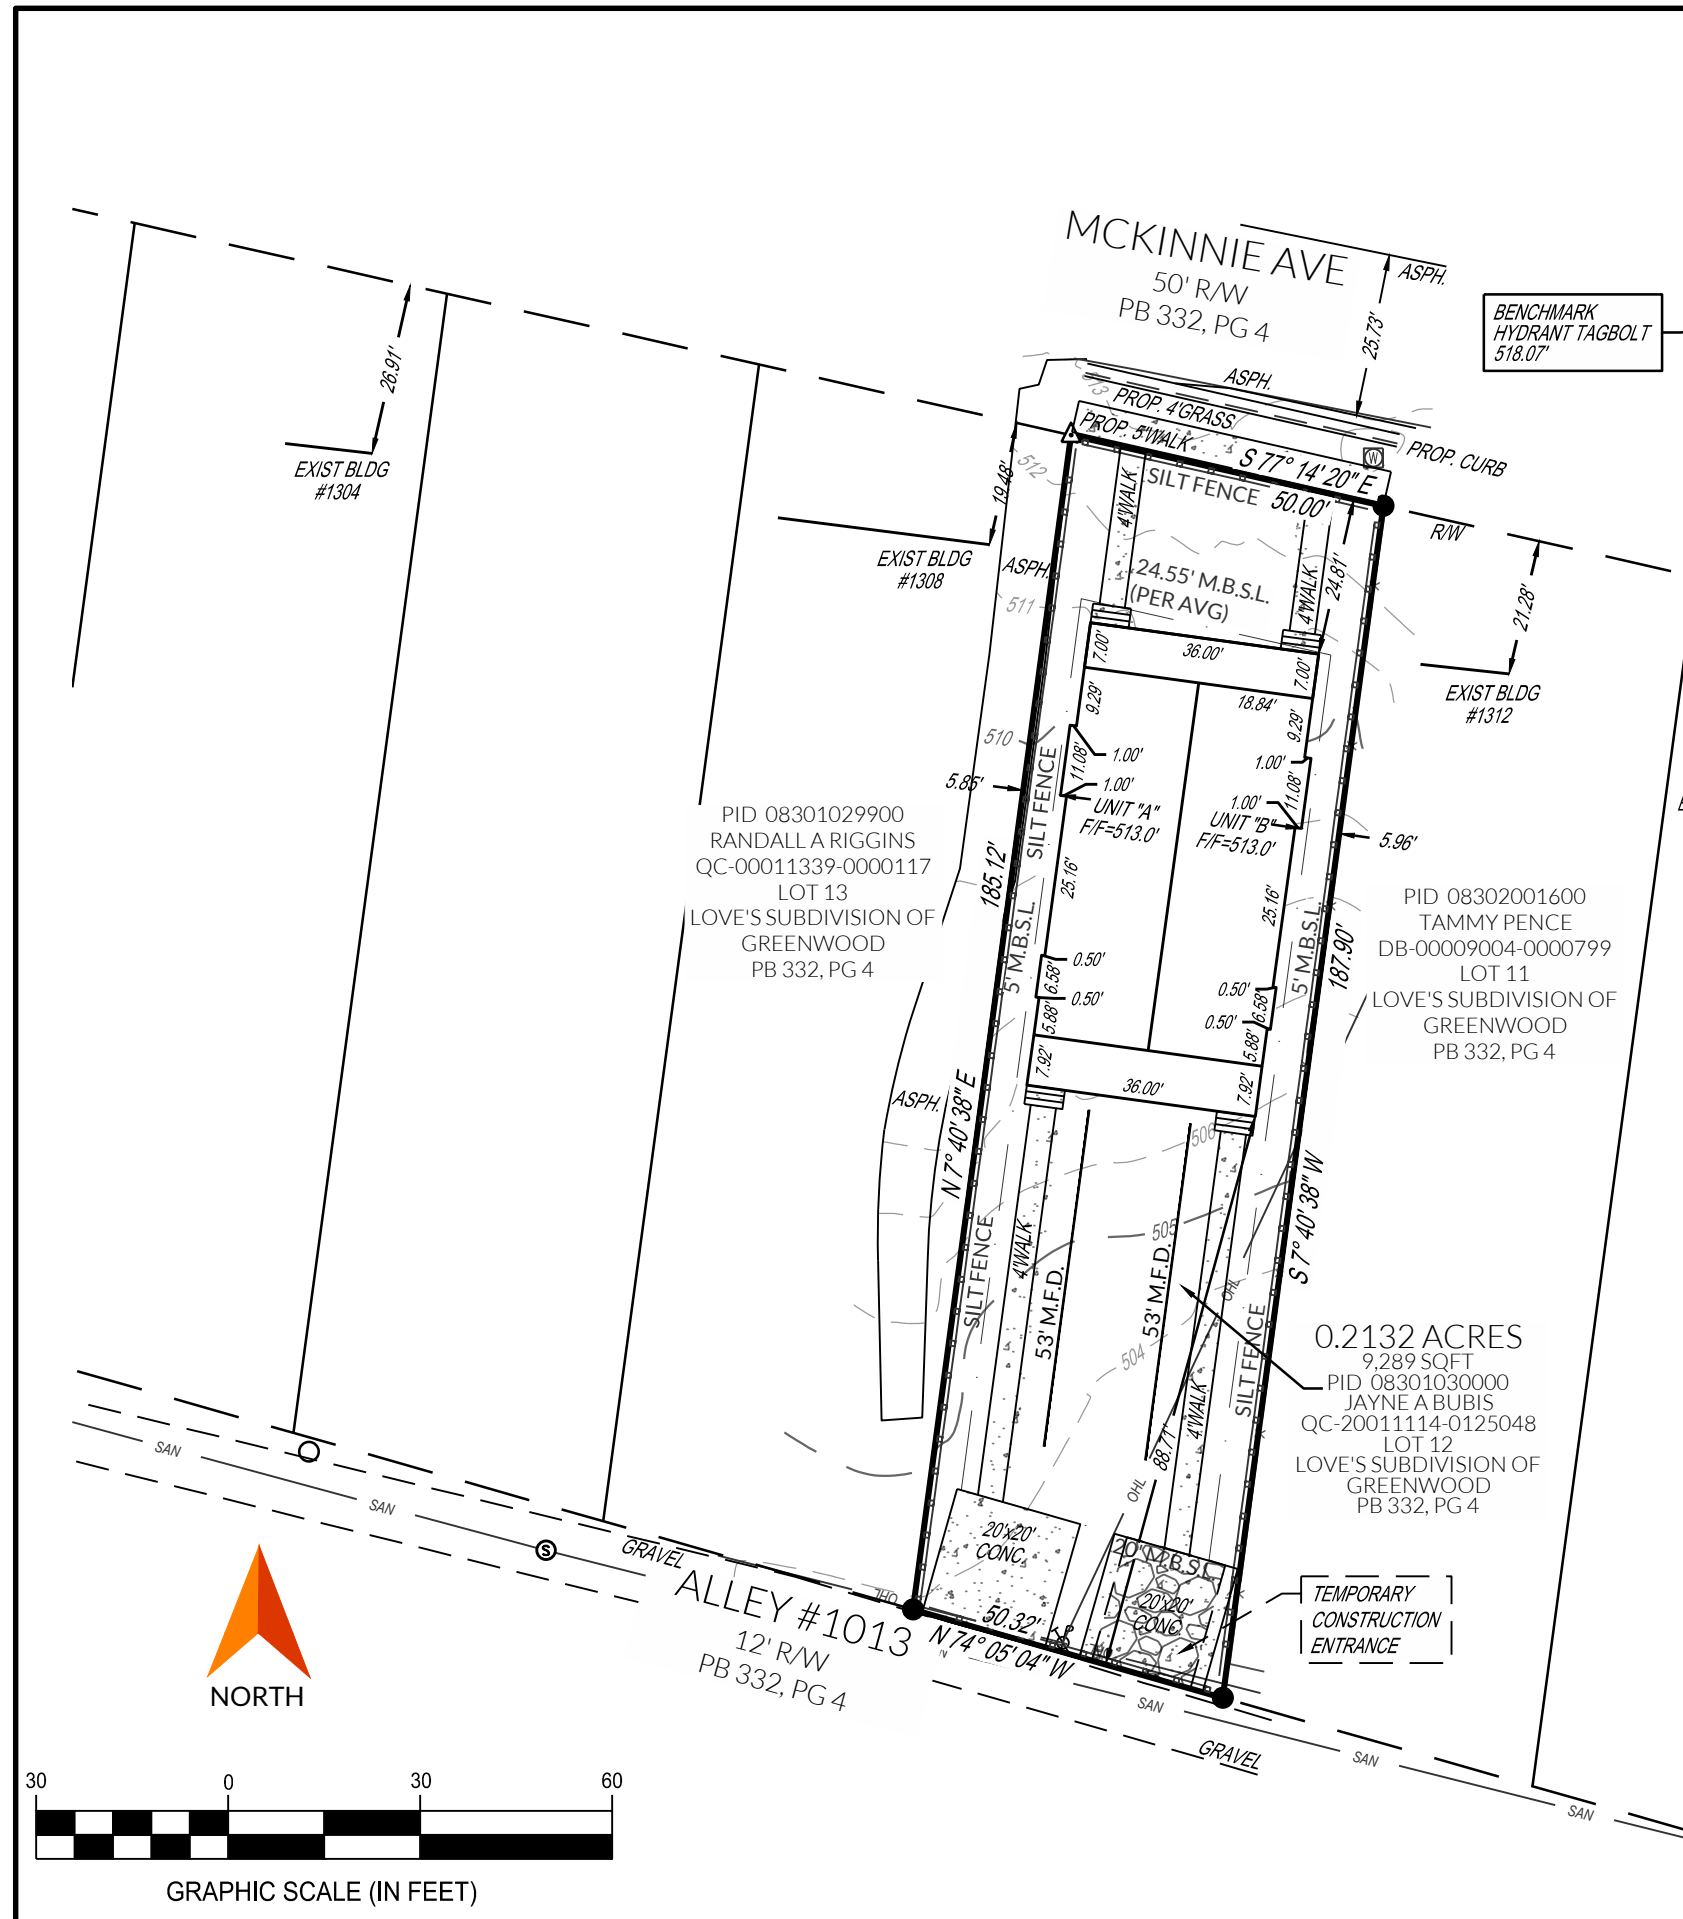 MCKINNIE AVE
50' R/W
PB 332, PG 4
ASPH.
25.73'
BENCHMARK
HYDRANT TAGBOLT
518.07'
26.91'
EXIST BLDG
#1304
ASPH.
513
PROP. 4'GRASS
PROP 5'WALK
PROP. CURB
W
S 77° 14' 20" E
50.00'
SILT FENCE
R/W
512
19.48'
4'WALK
EXIST BLDG
#1308
ASPH.
511
24.55' M.B.S.L.
(PER AVG)
4'WALK
24.81'
21.28'
EXIST BLDG
#1312
7.00'
36.00'
7.00'
9.29'
18.84'
9.29'
510
11.08'
1.00'
1.00'
1.00'
11.08'
1.00'
5.85'
SILT FENCE
UNIT "A"
F/F=513.0'
UNIT "B"
F/F=513.0'
5.96'
PID 08301029900
RANDALL A RIGGINS
QC-00011339-0000117
LOT 13
LOVE'S SUBDIVISION OF
GREENWOOD
PB 332, PG 4
185.12'
25.16'
25.16'
PID 08302001600
TAMMY PENCE
DB-00009004-0000799
LOT 11
LOVE'S SUBDIVISION OF
GREENWOOD
PB 332, PG 4
5' M.B.S.L.
5' M.B.S.L.
187.90'
0.50'
6.58'
0.50'
0.50'
6.58'
0.50'
5.88'
5.88'
7.92'
36.00'
7.92'
ASPH.
N 7° 40' 38" E
506
505
504
S 7° 40' 38" W
SILT FENCE
4'WALK
53' M.F.D.
53' M.F.D.
OHL
SILT FENCE
4'WALK
88.71'
OHL
0.2132 ACRES
9,289 SQFT
PID 08301030000
JAYNE A BUBIS
QC-20011114-0125048
LOT 12
LOVE'S SUBDIVISION OF
GREENWOOD
PB 332, PG 4
SAN
SAN
S
GRAVEL
20'x20'
CONC.
20' M.B.S.L.
20'x20'
CONC.
TEMPORARY
CONSTRUCTION
ENTRANCE
OHL
ALLEY #1013
12' R/W
PB 332, PG 4
50.32'
N 74° 05' 04" W
SAN
GRAVEL
SAN
SAN
NORTH
30 0 30 60
GRAPHIC SCALE (IN FEET)